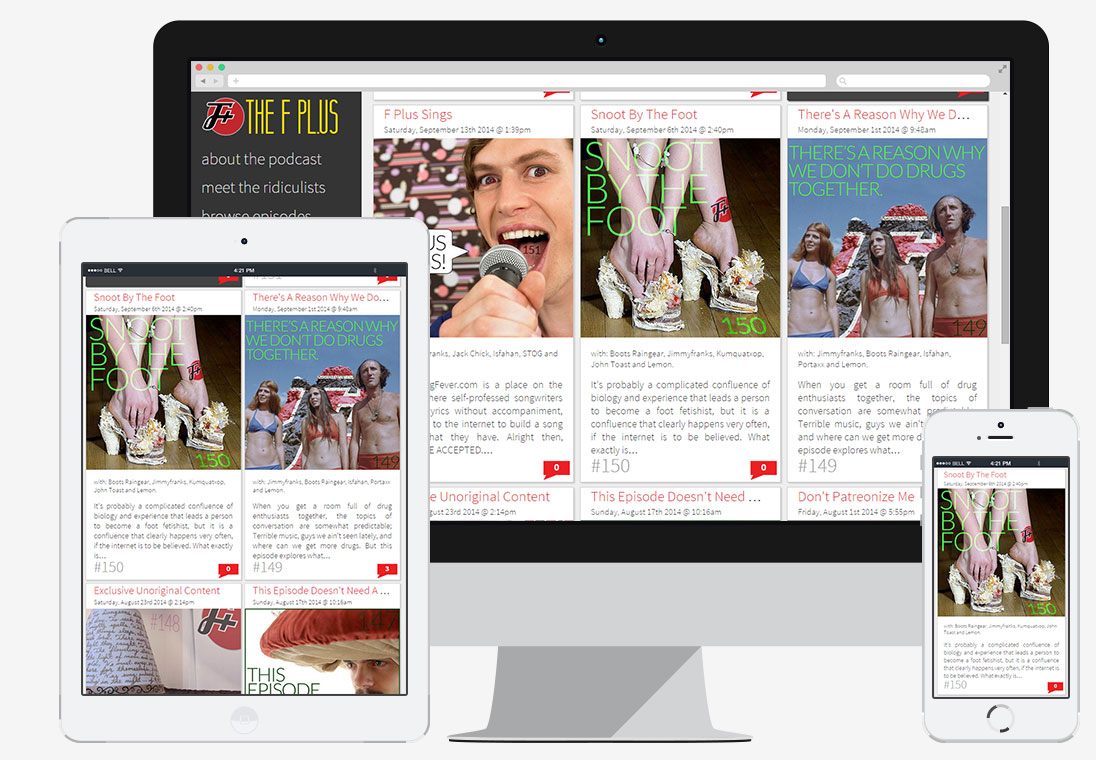 F+ THE F PLUS
about the podcast
meet the ridiculists
browse episodes
F Plus Sings
Saturday, September 13th 2014 @ 1:39pm
US
S!
151
ranks, Jack Chick, Isfahan, STOG and
gFever.com is a place on the
here self-professed songwriters
yrics without accompaniment,
to the internet to build a song
hat they have. Alright then,
E ACCEPTED....
0
Snoot By The Foot
Saturday, September 6th 2014 @ 2:40pm
SNOOT
BY THE
FOOT
F+
150
with: Boots Raingear, Jimmyfranks, Kumquatxop,
John Toast and Lemon.
It's probably a complicated confluence of
biology and experience that leads a person
to become a foot fetishist, but it is a
confluence that clearly happens very often,
if the internet is to be believed. What
exactly is...
#150
0
There's A Reason Why We D...
Monday, September 1st 2014 @ 9:48am
THERE'S A REASON WHY
WE DON'T DO DRUGS
TOGETHER.
149
with: Jimmyfranks, Boots Raingear, Isfahan,
Portaxx and Lemon.
When you get a room full of drug
enthusiasts together, the topics of
conversation are somewhat predictable;
Terrible music, guys we ain't
and where can we get more d
episode explores what...
#149
e Unoriginal Content
gust 23rd 2014 @ 2:14pm
This Episode Doesn't Need ...
Sunday, August 17th 2014 @ 10:16am
Don't Patreonize Me
Friday, August 1st 2014 @ 5:55pm
BELL
4:21 PM
#151
Snoot By The Foot
Saturday, September 6th 2014 @ 2:40pm
SNOOT
BY THE
FOOT
F+
150
with: Boots Raingear, Jimmyfranks, Kumquatxop,
John Toast and Lemon.
It's probably a complicated confluence of
biology and experience that leads a person
to become a foot fetishist, but it is a
confluence that clearly happens very often,
if the internet is to be believed. What exactly
is...
#150
0
There's A Reason Why We Do...
Monday, September 1st 2014 @ 9:48am
THERE'S A REASON WHY
WE DON'T DO DRUGS
TOGETHER.
149
with: Jimmyfranks, Boots Raingear, Isfahan, Portaxx
and Lemon.
When you get a room full of drug
enthusiasts together, the topics of
conversation are somewhat predictable;
Terrible music, guys we ain't seen lately, and
where can we get more drugs. But this
episode explores what...
#149
3
Exclusive Unoriginal Content
Saturday, August 23rd 2014 @ 2:14pm
#148
F+
This Episode Doesn't Need A ...
Sunday, August 17th 2014 @ 10:16am
147
THIS
EPISODE
BELL
4:21 PM
Snoot By The Foot
Saturday, September 6th 2014 @ 2:40pm
SNOOT
BY THE
FOOT
F+
150
with: Boots Raingear, Jimmyfranks, Kumquatxop, John
Toast and Lemon.
It's probably a complicated confluence of
biology and experience that leads a person to
become a foot fetishist, but it is a confluence
that clearly happens very often, if the internet is
to be believed. What exactly is...
#150
0